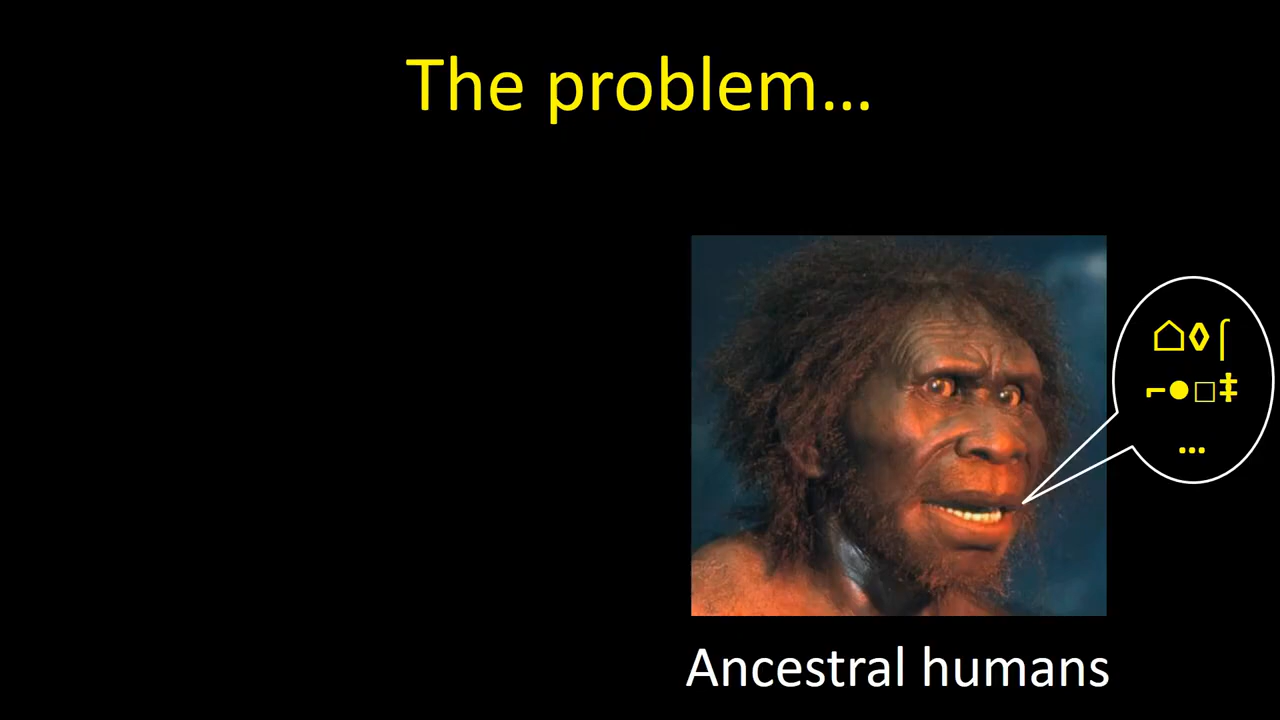 The problem...
⌂◊⌠
⌐●□‡
...
Ancestral humans